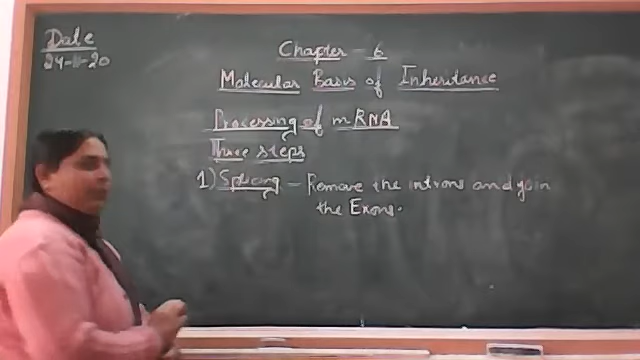 Date
24-11-20
Chapter - 6
Molecular Basis of Inheritance
Processing of mRNA
Three steps
1) Splicing - Remove the introns and join
the Exons.